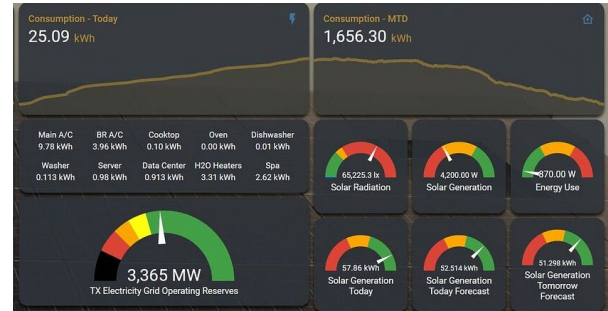 Consumption - Today
25.09 kWh
Consumption - MTD
1,656.30 kWh
Main A/C
9.78 kWh
BR A/C
3.96 kWh
Cooktop
0.10 kWh
Oven
0.00 kWh
Dishwasher
0.01 kWh
Washer
0.113 kWh
Server
0.98 kWh
Data Center
0.913 kWh
H2O Heaters
3.31 kWh
Spa
2.62 kWh
65,225.3 lx
Solar Radiation
4,200.00 W
Solar Generation
870.00 W
Energy Use
3,365 MW
TX Electricity Grid Operating Reserves
57.86 kWh
Solar Generation
Today
52.514 kWh
Solar Generation
Today Forecast
51.298 kWh
Solar Generation
Tomorrow
Forecast